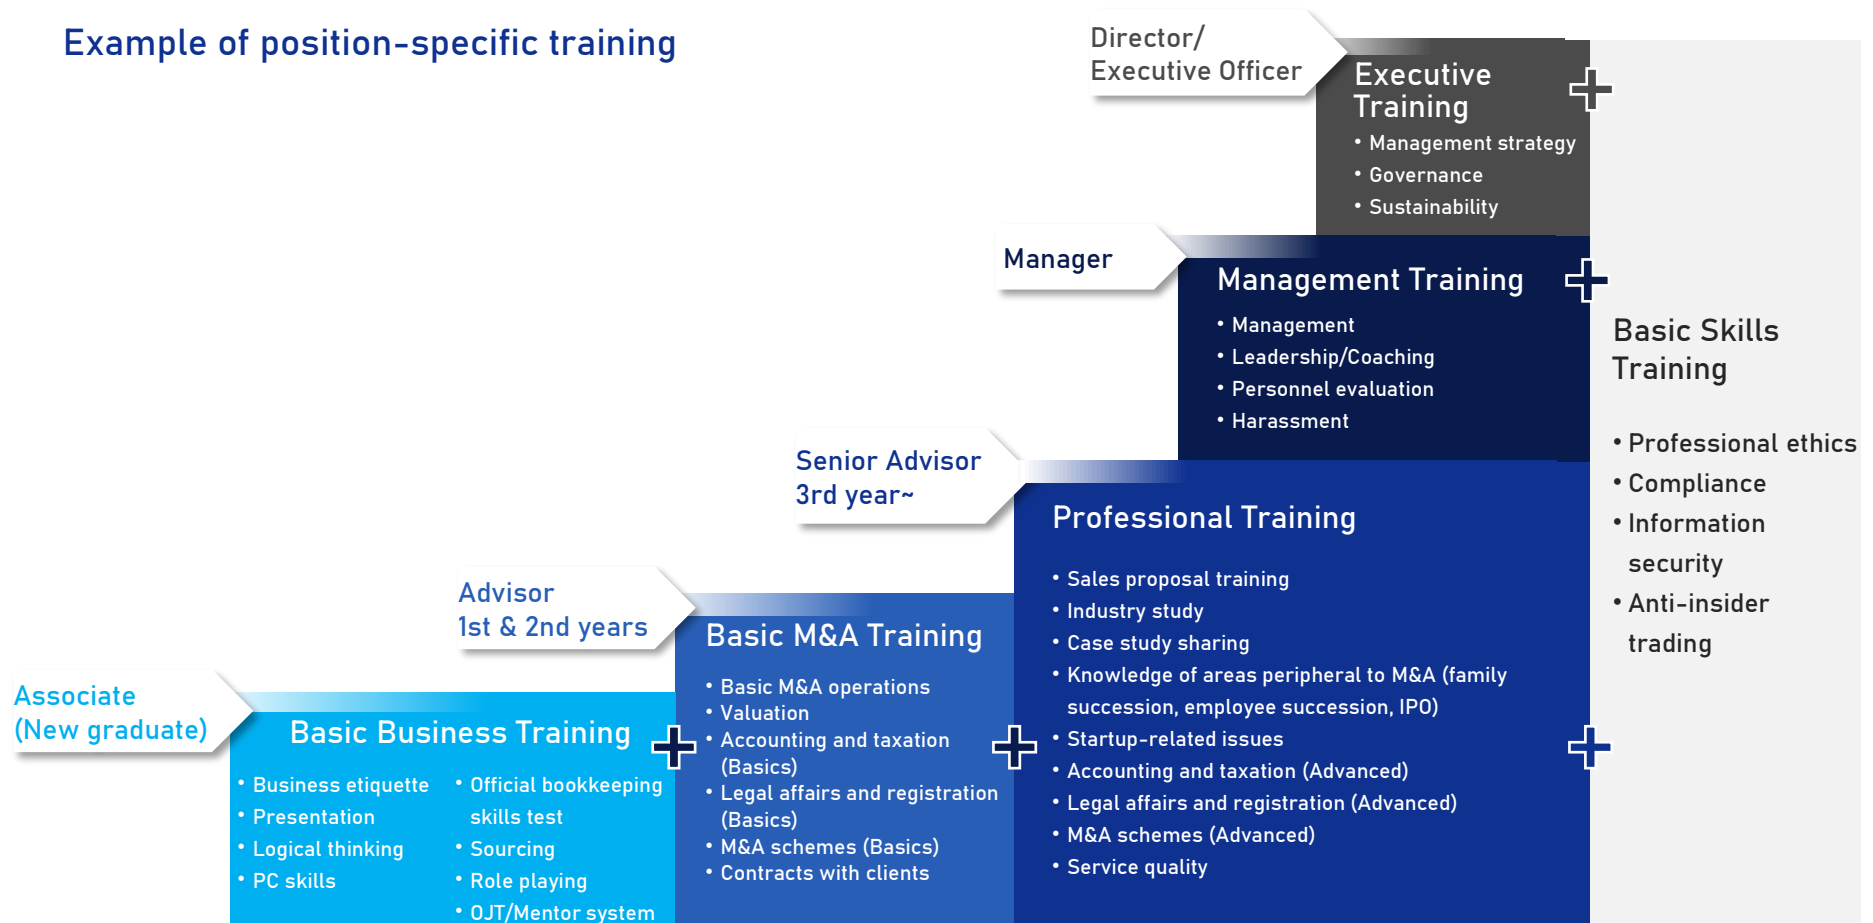 Example of position-specific training
Director/
Executive Officer
Executive
Training
• Management strategy
• Governance
• Sustainability
Manager
Management Training
• Management
• Leadership/Coaching
• Personnel evaluation
• Harassment
Senior Advisor
3rd year~
Professional Training
• Sales proposal training
• Industry study
• Case study sharing
• Knowledge of areas peripheral to M&A (family
succession, employee succession, IPO)
• Startup-related issues
• Accounting and taxation (Advanced)
• Legal affairs and registration (Advanced)
• M&A schemes (Advanced)
• Service quality
Advisor
1st & 2nd years
Basic M&A Training
• Basic M&A operations
• Valuation
• Accounting and taxation
(Basics)
• Legal affairs and registration
(Basics)
• M&A schemes (Basics)
• Contracts with clients
Associate
(New graduate)
Basic Business Training
• Business etiquette
• Presentation
• Logical thinking
• PC skills
• Official bookkeeping
skills test
• Sourcing
• Role playing
• OJT/Mentor system
Basic Skills
Training
• Professional ethics
• Compliance
• Information
security
• Anti-insider
trading